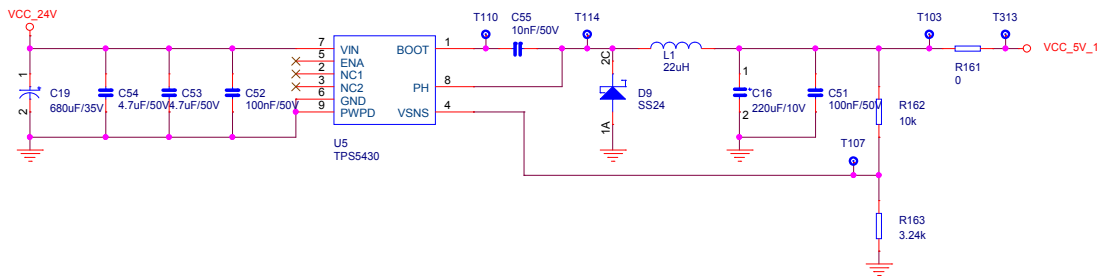 VCC_24V
T110
C55
10nF/50V
T114
T103
T313
7
VIN
BOOT
1
5
ENA
2
NC1
3
NC2
PH
8
6
GND
9
PWPD
VSNS
4
U5
TPS5430
1
2
C19
680uF/35V
C54
4.7uF/50V
C53
4.7uF/50V
C52
100nF/50V
2C
D9
SS24
1A
L1
22uH
1
C16
220uF/10V
2
C51
100nF/50V
R161
0
VCC_5V_1
R162
10k
T107
R163
3.24k